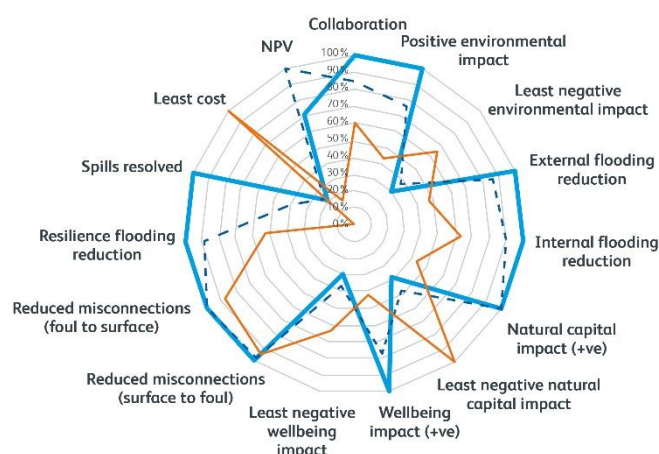 Collaboration
Positive environmental
impact
Least negative
environmental impact
External flooding
reduction
Internal flooding
reduction
Natural capital
impact (+ve)
Least negative natural
capital impact
Wellbeing
impact (+ve)
Least negative
wellbeing
impact
Reduced misconnections
(surface to foul)
Reduced misconnections
(foul to surface)
Resilience flooding
reduction
Spills resolved
Least cost
NPV
100%
90%
80%
70%
60%
50%
40%
30%
20%
10%
0%